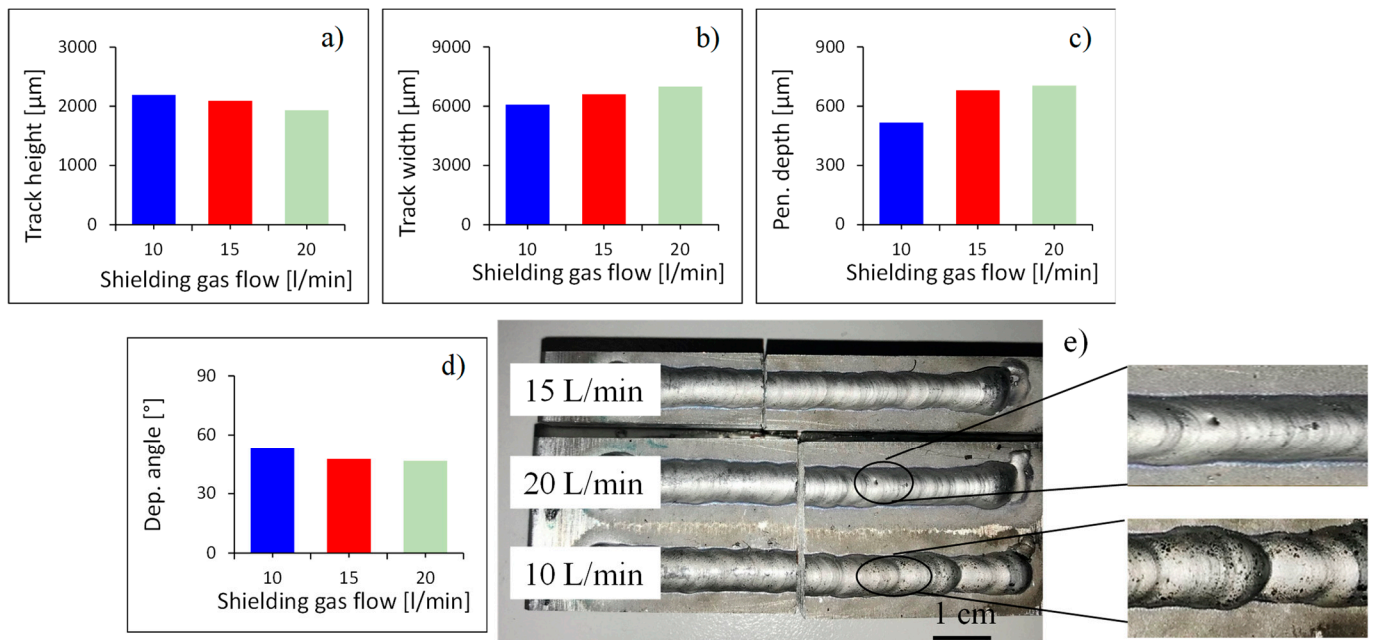 a)
3000
2000
1000
0
Track height [µm]
10 15 20
Shielding gas flow [l/min]
b)
9000
6000
3000
0
Track width [µm]
10 15 20
Shielding gas flow [l/min]
c)
900
600
300
0
Pen. depth [µm]
10 15 20
Shielding gas flow [l/min]
d)
90
60
30
0
Dep. angle [°]
10 15 20
Shielding gas flow [l/min]
e)
15 L/min
20 L/min
10 L/min
1 cm